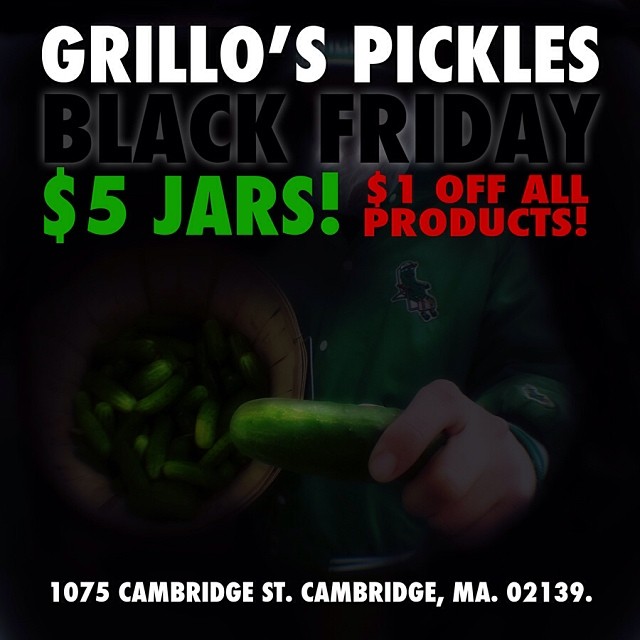 GRILLO'S PICKLES
BLACK FRIDAY
$5 JARS! $1 OFF ALL
PRODUCTS!
1075 CAMBRIDGE ST. CAMBRIDGE, MA. 02139.